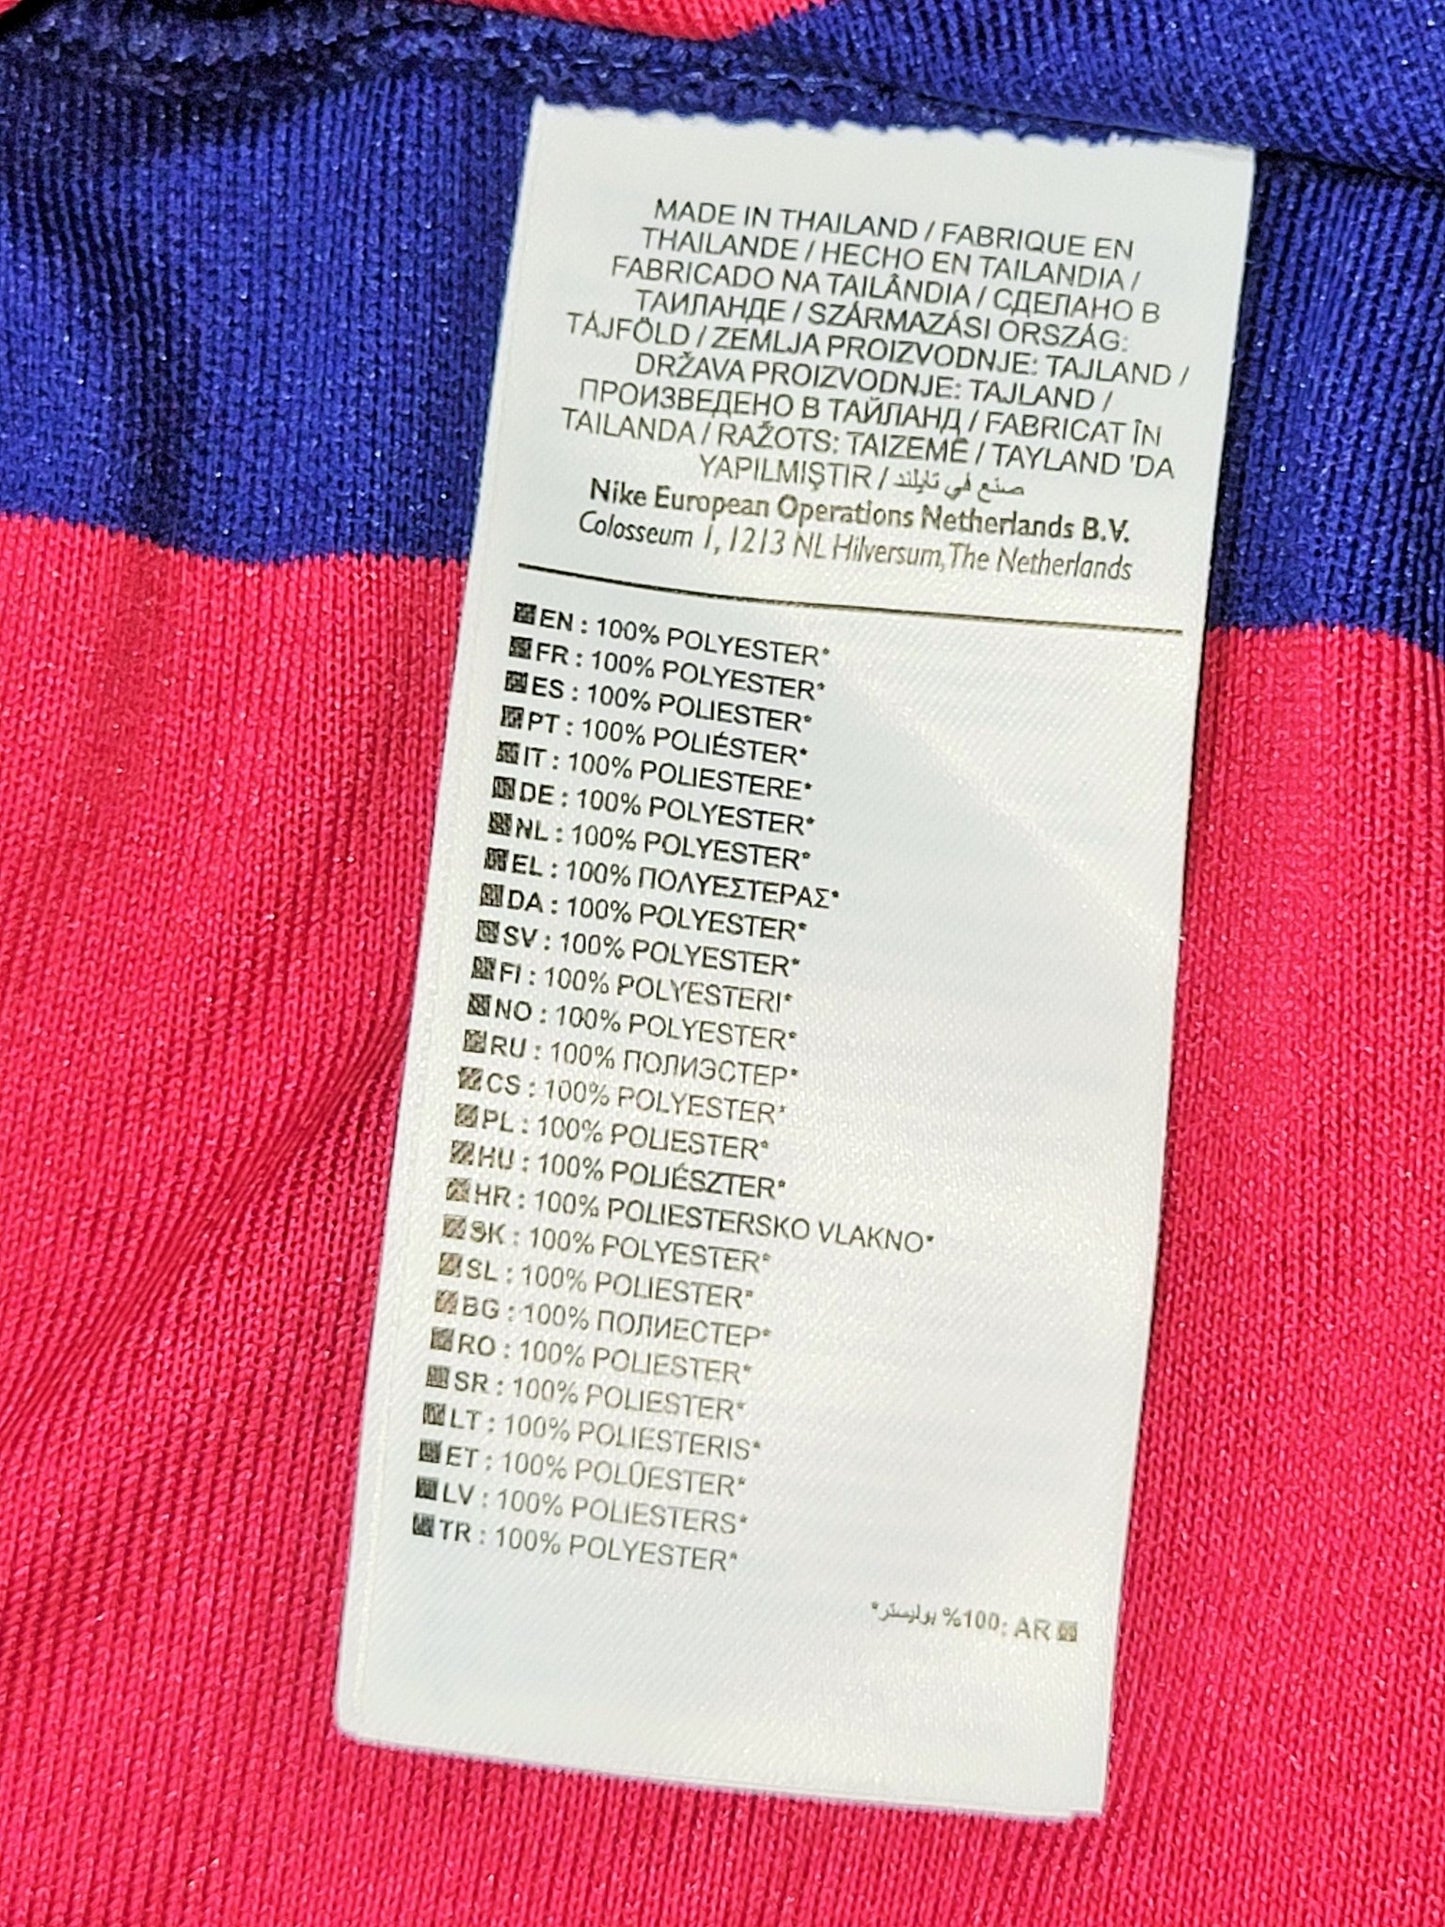 MADE IN THAILAND / FABRIQUE EN
THAILANDE / HECHO EN TAILANDIA /
FABRICADO NA TAILÂNDIA / СДЕЛАНО В
ТАИЛАНДЕ / SZÁRMAZÁSI ORSZÁG:
TÁJFÖLD / ZEMLJA PROIZVODNJE: TAJLAND /
DRŽAVA PROIZVODNJE: TAJLAND /
ПРОИЗВЕДЕНО В ТАЙЛАНД / FABRICAT ÎN
TAILANDA / RAŽOTS: TAIZEMĒ / TAYLAND 'DA
YAPILMIŞTIR / صنع في تايلند
Nike European Operations Netherlands B.V.
Colosseum 1, 1213 NL Hilversum, The Netherlands
EN : 100% POLYESTER*
FR : 100% POLYESTER*
ES : 100% POLIESTER*
PT : 100% POLIÉSTER*
IT : 100% POLIESTERE*
DE : 100% POLYESTER*
NL : 100% POLYESTER*
EL : 100% ΠΟΛΥΕΣΤΕΡΑΣ*
DA : 100% POLYESTER*
SV : 100% POLYESTER*
FI : 100% POLYESTERI*
NO : 100% POLYESTER*
RU : 100% ПОЛИЭСТЕР*
CS : 100% POLYESTER*
PL : 100% POLIESTER*
HU : 100% POLIÉSZTER*
HR : 100% POLIESTERSKO VLAKNO*
SK : 100% POLYESTER*
SL : 100% POLIESTER*
BG : 100% ПОЛИЕСТЕР*
RO : 100% POLIESTER*
SR : 100% POLIESTER*
LT : 100% POLIESTERIS*
ET : 100% POLÜESTER*
LV : 100% POLIESTERS*
TR : 100% POLYESTER*
AR :100% بوليستر*